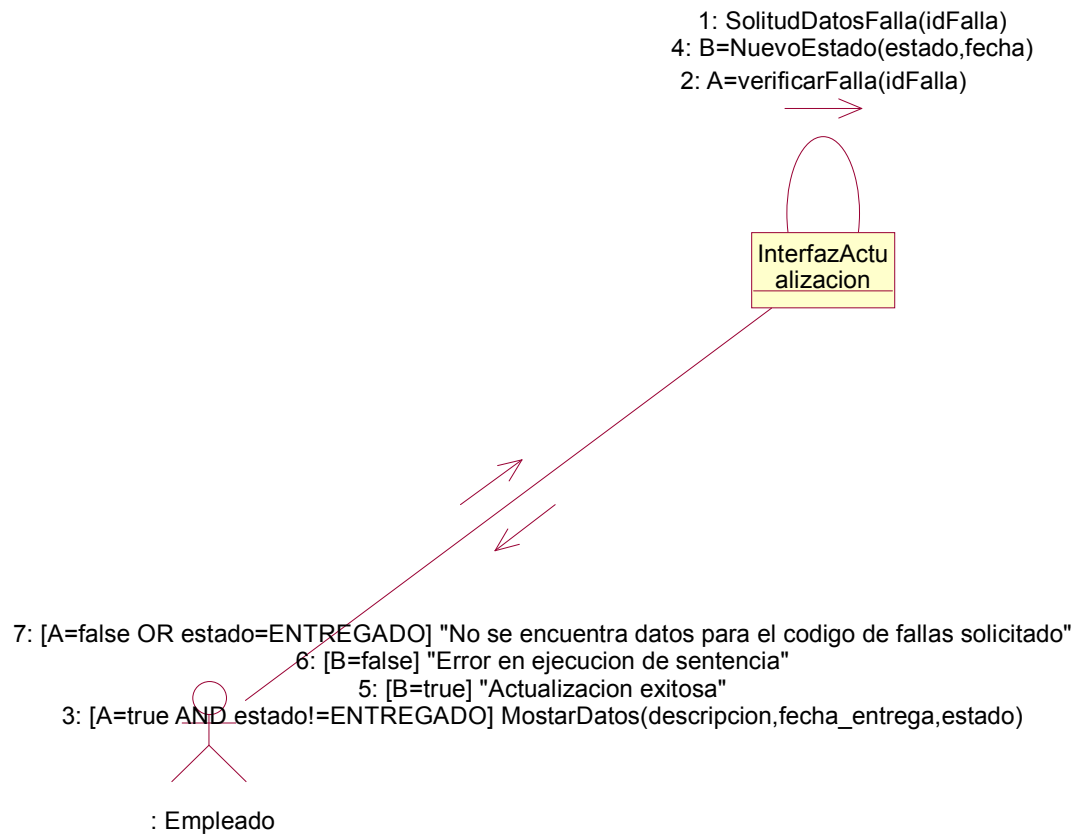 1: SolitudDatosFalla(idFalla)
4: B=NuevoEstado(estado,fecha)
2: A=verificarFalla(idFalla)
InterfazActu
alizacion
7: [A=false OR estado=ENTREGADO] "No se encuentra datos para el codigo de fallas solicitado"
6: [B=false] "Error en ejecucion de sentencia"
5: [B=true] "Actualizacion exitosa"
3: [A=true AND estado!=ENTREGADO] MostarDatos(descripcion,fecha_entrega,estado)
: Empleado